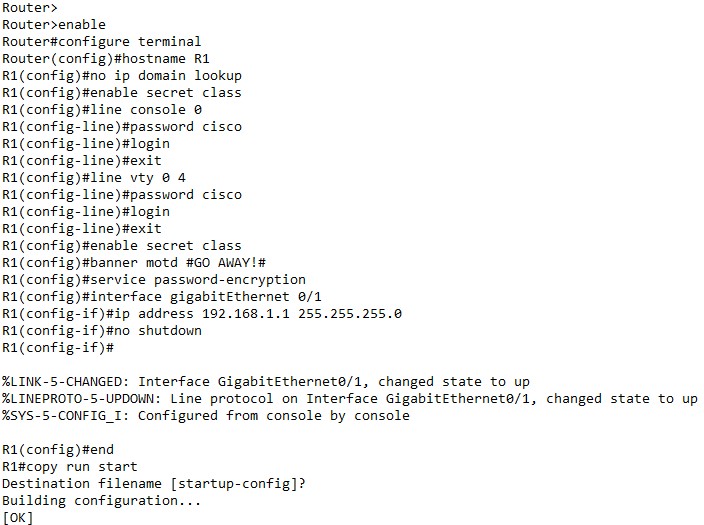 Router>
Router>enable
Router#configure terminal
Router(config)#hostname R1
R1(config)#no ip domain lookup
R1(config)#enable secret class
R1(config)#line console 0
R1(config-line)#password cisco
R1(config-line)#login
R1(config-line)#exit
R1(config)#line vty 0 4
R1(config-line)#password cisco
R1(config-line)#login
R1(config-line)#exit
R1(config)#enable secret class
R1(config)#banner motd #GO AWAY!#
R1(config)#service password-encryption
R1(config)#interface gigabitEthernet 0/1
R1(config-if)#ip address 192.168.1.1 255.255.255.0
R1(config-if)#no shutdown
R1(config-if)#
%LINK-5-CHANGED: Interface GigabitEthernet0/1, changed state to up
%LINEPROTO-5-UPDOWN: Line protocol on Interface GigabitEthernet0/1, changed state to up
%SYS-5-CONFIG_I: Configured from console by console
R1(config)#end
R1#copy run start
Destination filename [startup-config]?
Building configuration...
[OK]